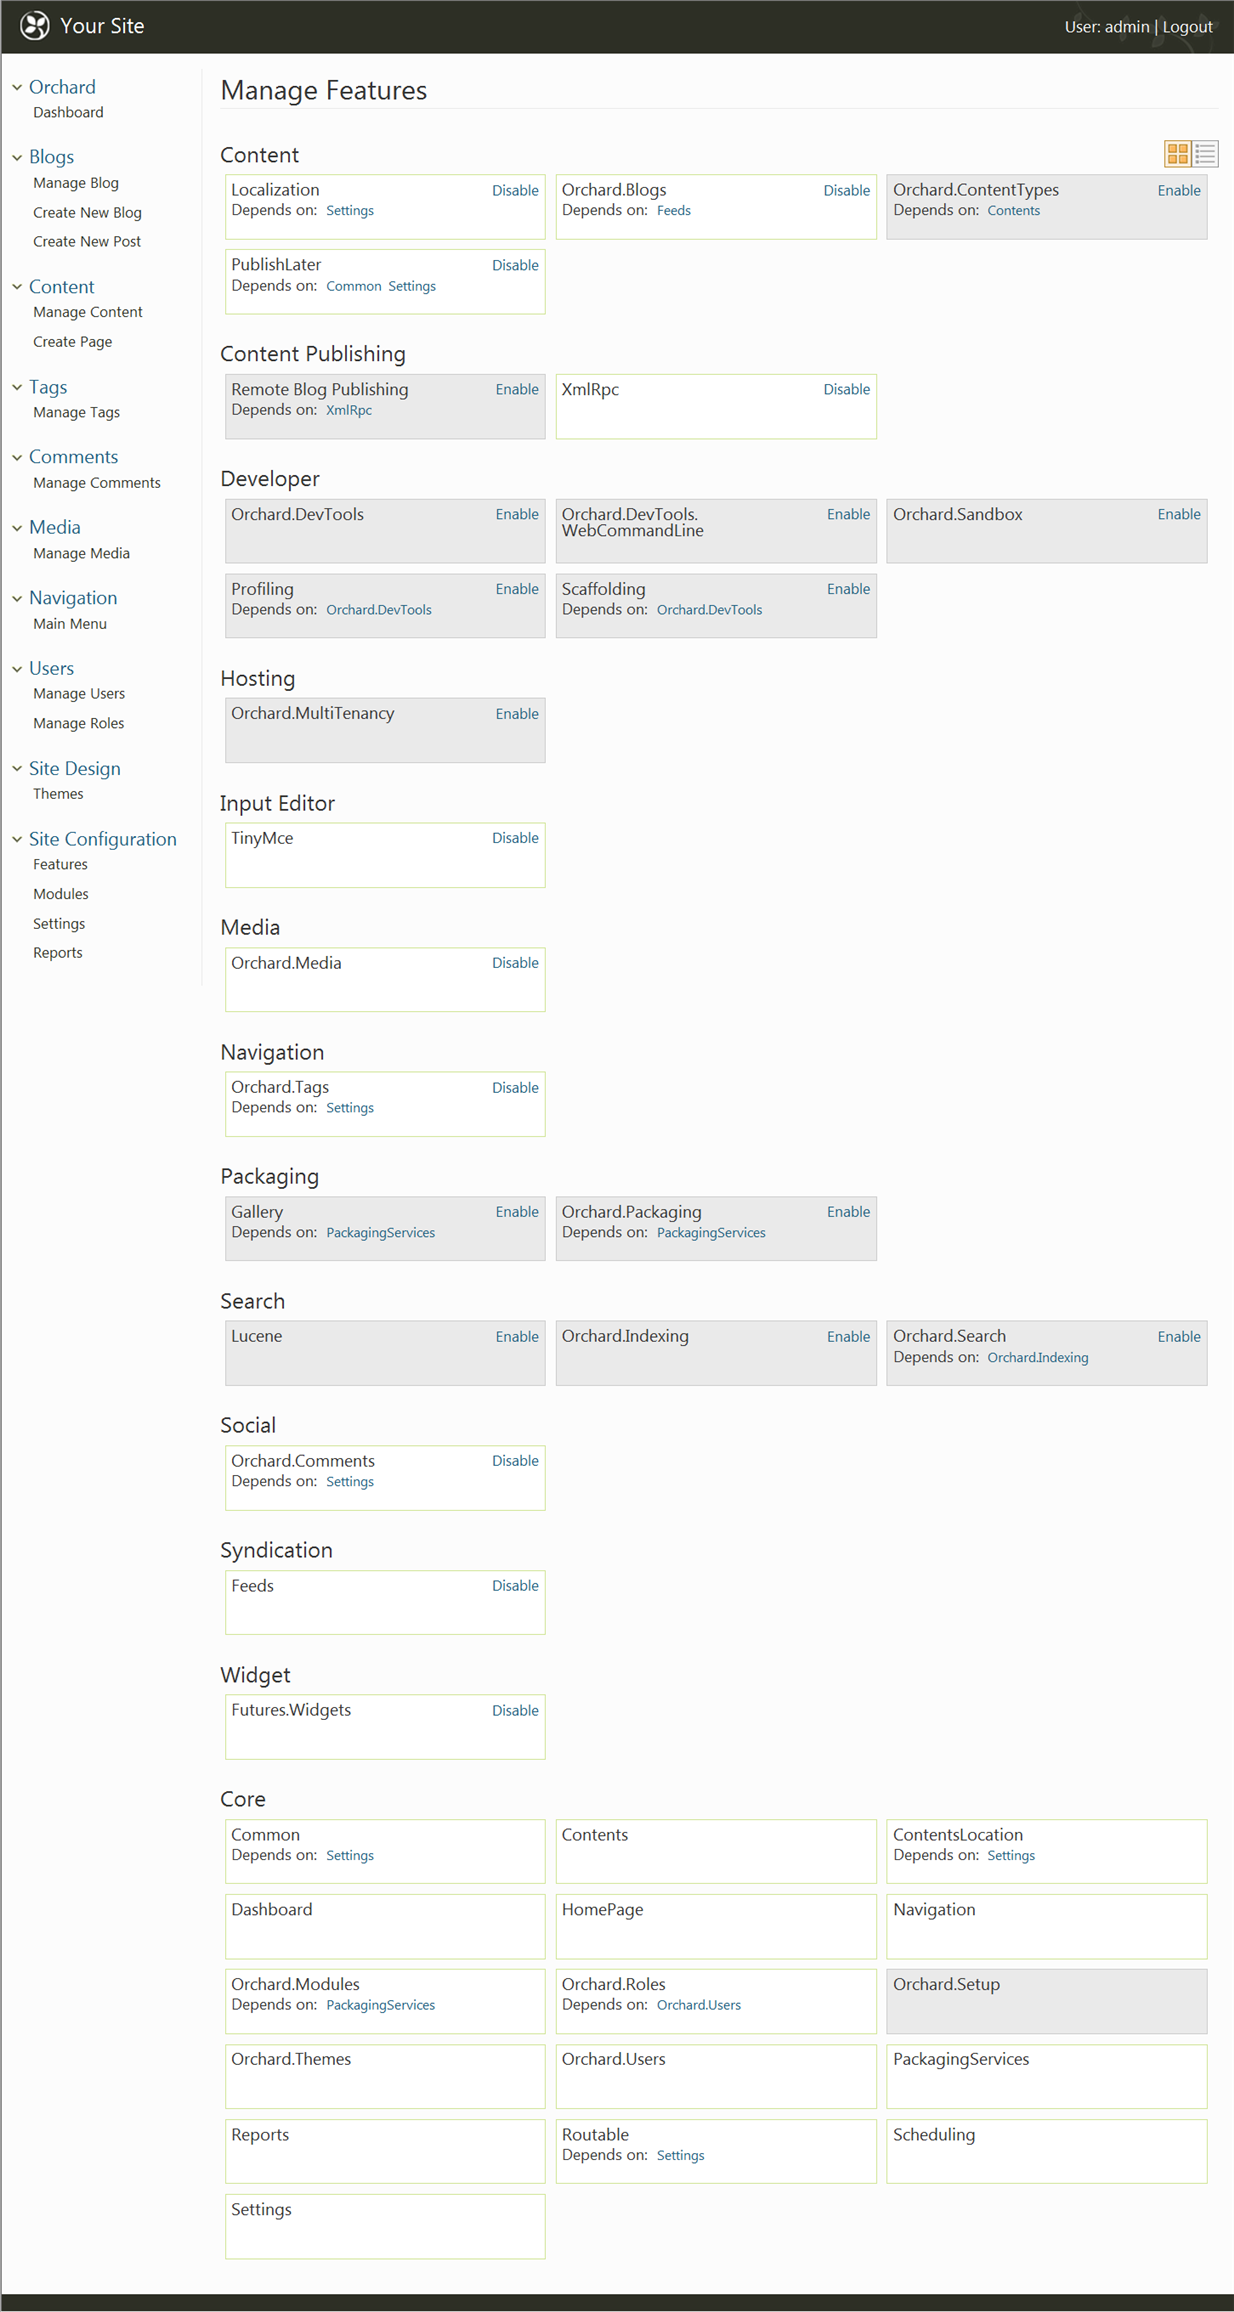 Your Site
User: admin | Logout
Orchard
Dashboard
Blogs
Manage Blog
Create New Blog
Create New Post
Content
Manage Content
Create Page
Tags
Manage Tags
Comments
Manage Comments
Media
Manage Media
Navigation
Main Menu
Users
Manage Users
Manage Roles
Site Design
Themes
Site Configuration
Features
Modules
Settings
Reports
Manage Features
Content
Localization Disable
Depends on: Settings
Orchard.Blogs Disable
Depends on: Feeds
Orchard.ContentTypes Enable
Depends on: Contents
PublishLater Disable
Depends on: Common Settings
Content Publishing
Remote Blog Publishing Enable
Depends on: XmlRpc
XmlRpc Disable
Developer
Orchard.DevTools Enable
Orchard.DevTools. Enable
WebCommandLine
Orchard.Sandbox Enable
Profiling Enable
Depends on: Orchard.DevTools
Scaffolding Enable
Depends on: Orchard.DevTools
Hosting
Orchard.MultiTenancy Enable
Input Editor
TinyMce Disable
Media
Orchard.Media Disable
Navigation
Orchard.Tags Disable
Depends on: Settings
Packaging
Gallery Enable
Depends on: PackagingServices
Orchard.Packaging Enable
Depends on: PackagingServices
Search
Lucene Enable
Orchard.Indexing Enable
Orchard.Search Enable
Depends on: Orchard.Indexing
Social
Orchard.Comments Disable
Depends on: Settings
Syndication
Feeds Disable
Widget
Futures.Widgets Disable
Core
Common
Depends on: Settings
Contents
ContentsLocation
Depends on: Settings
Dashboard
HomePage
Navigation
Orchard.Modules
Depends on: PackagingServices
Orchard.Roles
Depends on: Orchard.Users
Orchard.Setup
Orchard.Themes
Orchard.Users
PackagingServices
Reports
Routable
Depends on: Settings
Scheduling
Settings